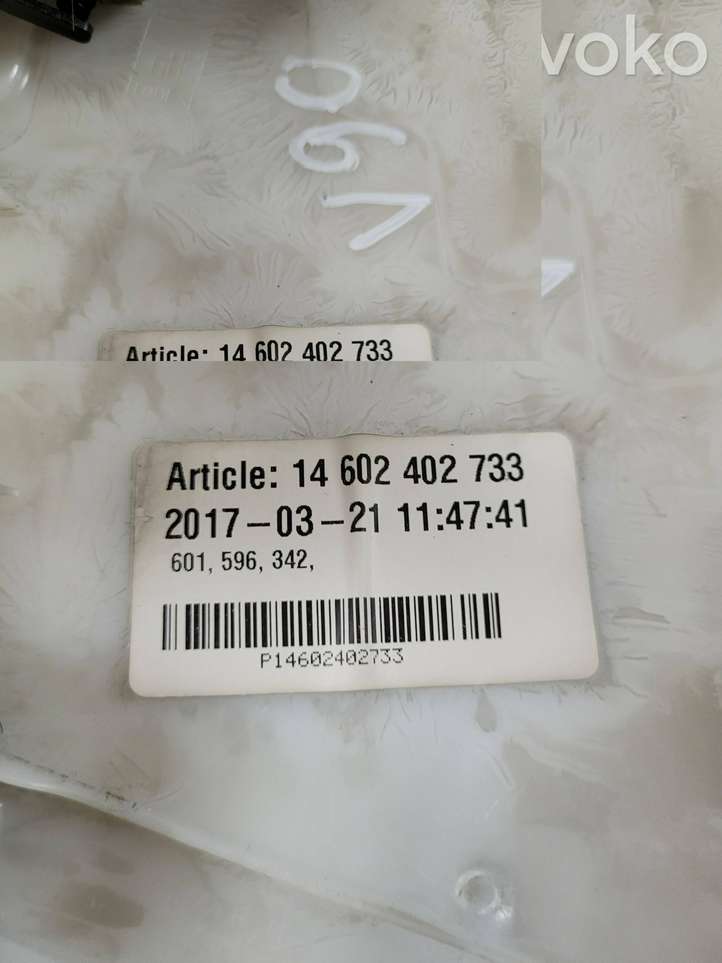 voko
V60
Article: 14 602 402 733
Article: 14 602 402 733
2017-03-21 11:47:41
601, 596, 342,
P14602402733